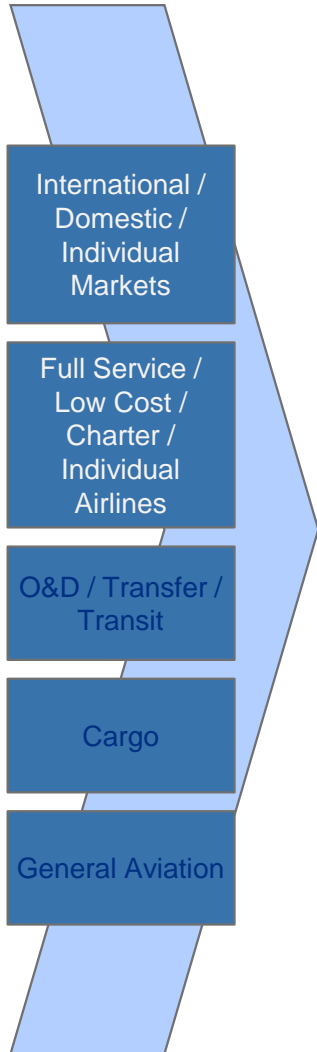 International /
Domestic /
Individual
Markets
Full Service /
Low Cost /
Charter /
Individual
Airlines
O&D / Transfer /
Transit
Cargo
General Aviation